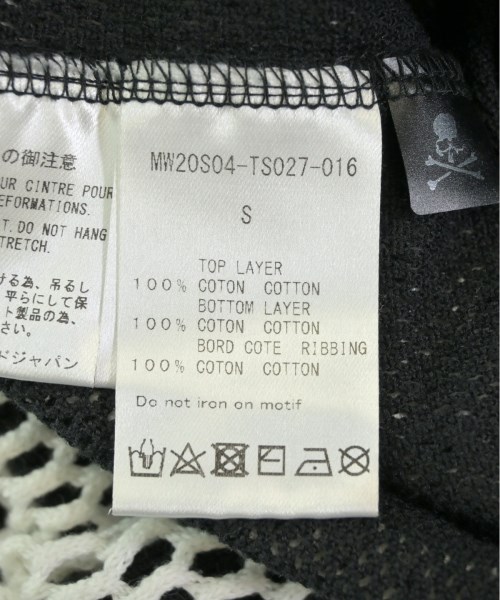 の御注意
UR CINTRE POUR
EFORMATIONS.
T. DO NOT HANG
STRETCH.
ける為、吊るし
平らにして保
ト製品の為、
さい。
ドジャパン
MW20S04-TS027-016
S
TOP LAYER
100% COTON COTTON
BOTTOM LAYER
100% COTON COTTON
BORD COTE RIBBING
100% COTON COTTON
Do not iron on motif